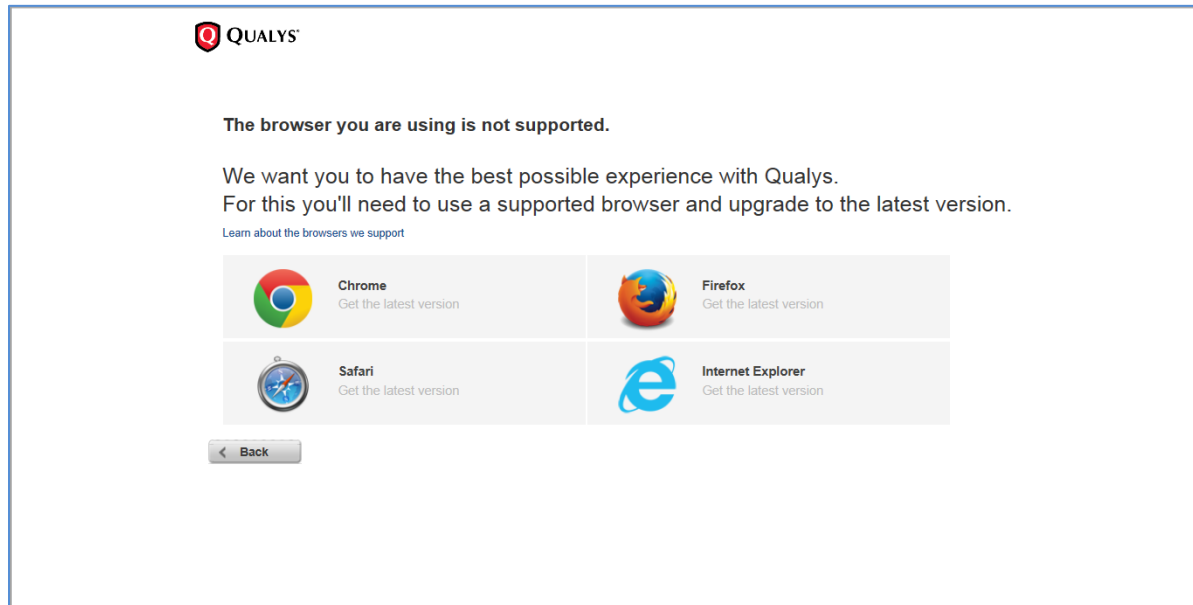 QUALYS®
The browser you are using is not supported.
We want you to have the best possible experience with Qualys.
For this you'll need to use a supported browser and upgrade to the latest version.
Learn about the browsers we support
Chrome
Get the latest version
Firefox
Get the latest version
Safari
Get the latest version
Internet Explorer
Get the latest version
Back